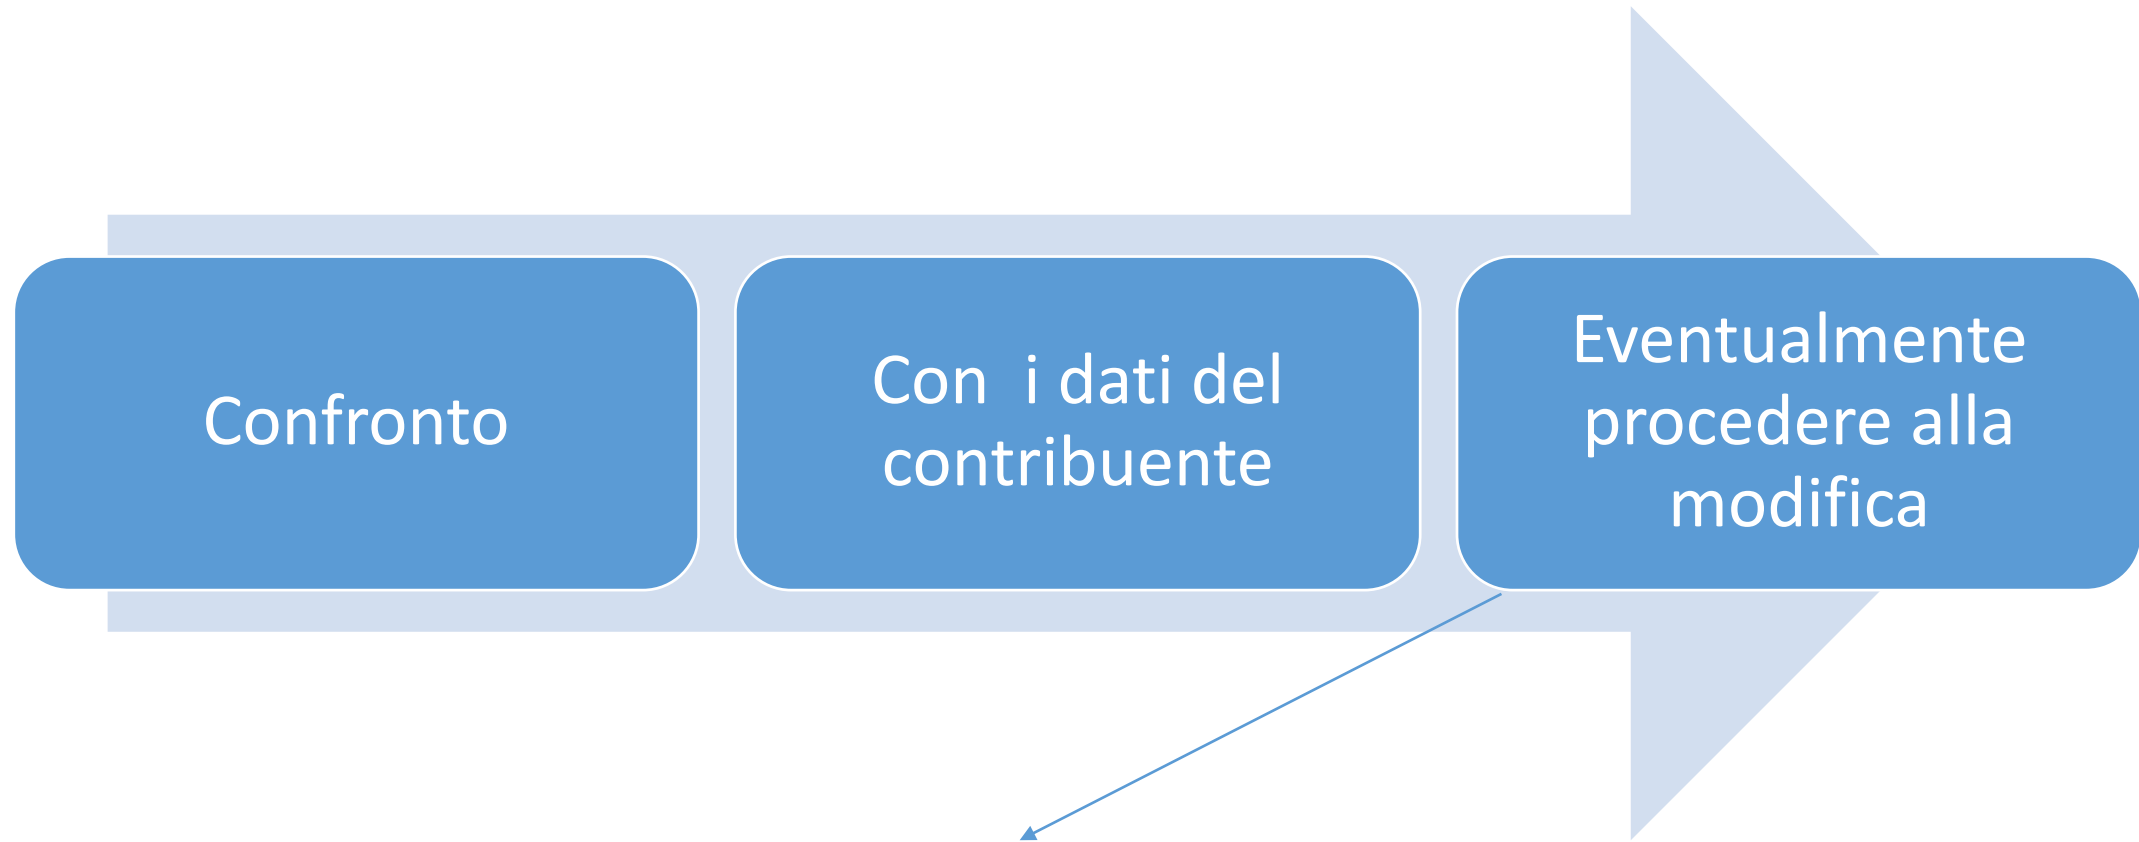 Confronto
Con  i dati del
contribuente
Eventualmente
procedere alla
modifica